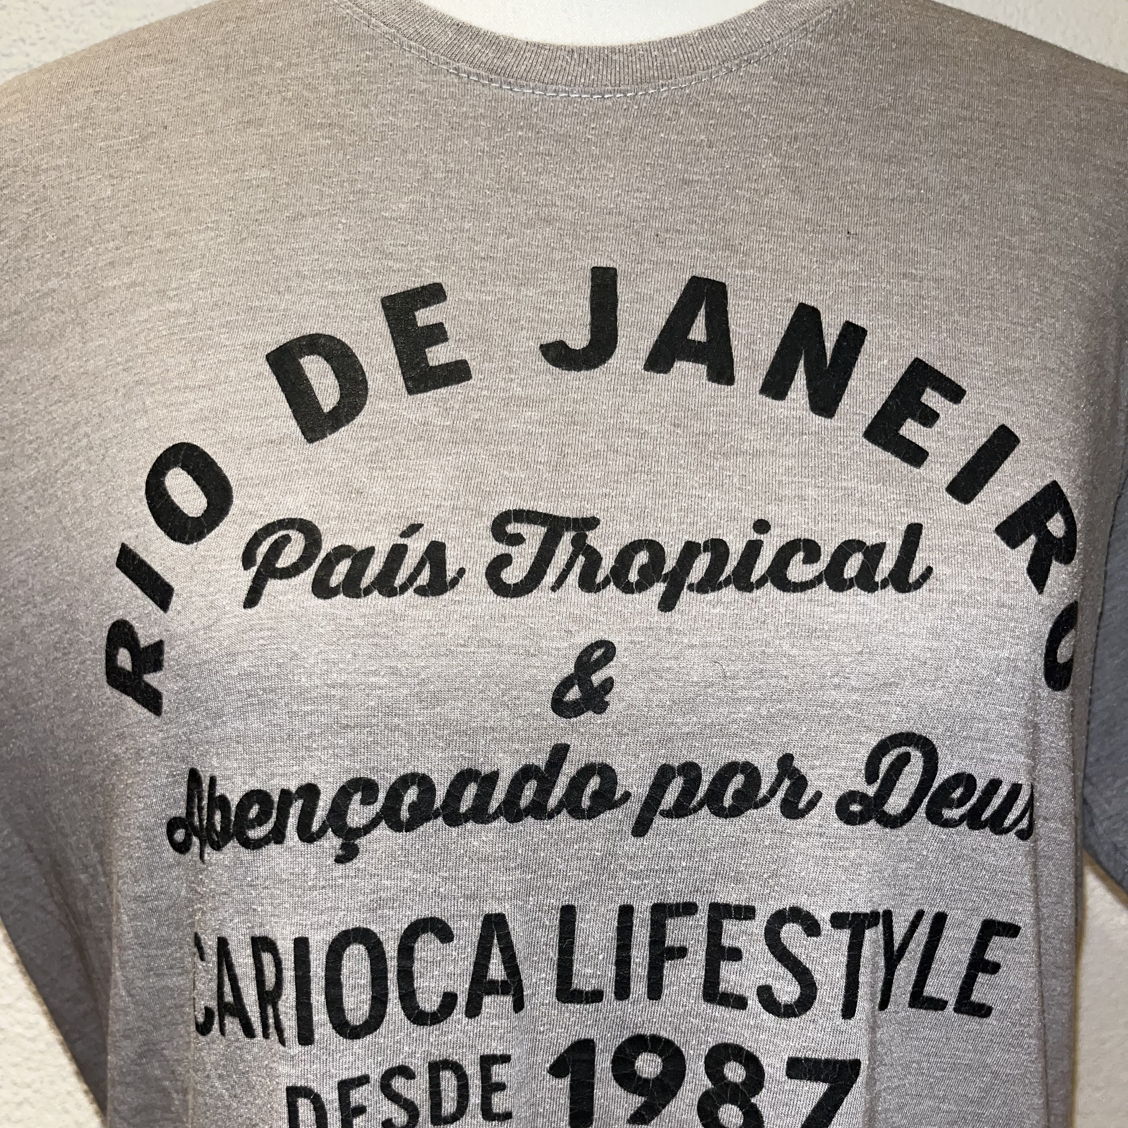 RIO DE JANEIRO
País Tropical
&
Abençoado por Deus
CARIOCA LIFESTYLE
DESDE 1987